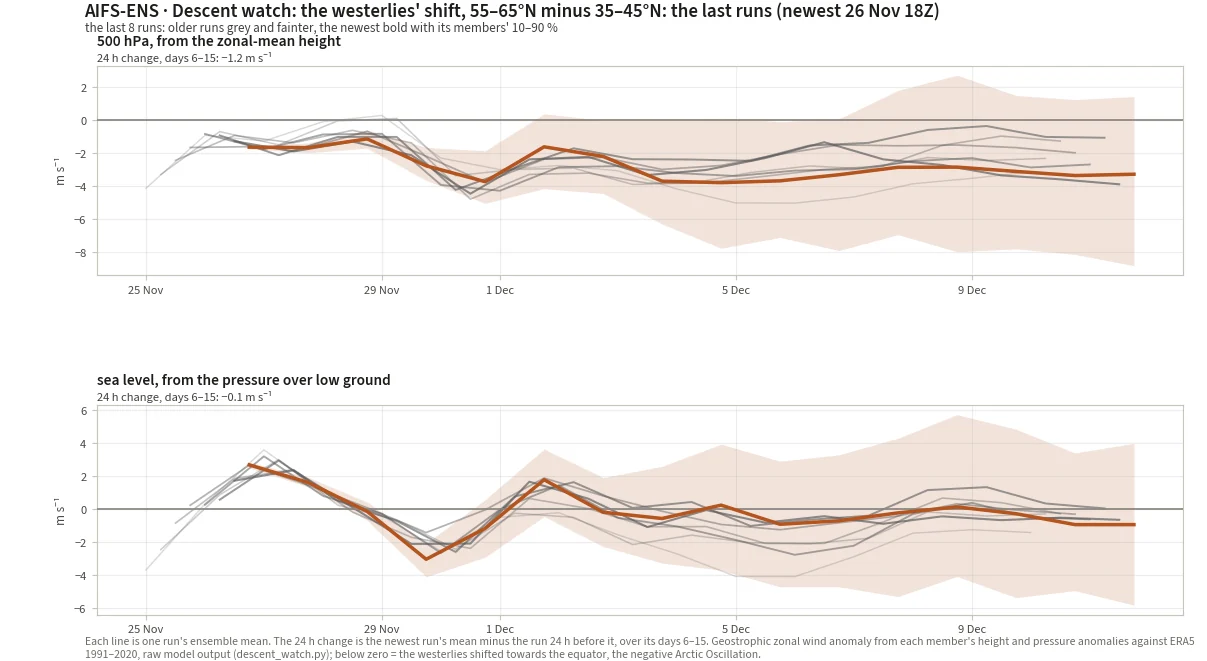 AIFS-ENS · Descent watch: the westerlies' shift, 55–65°N minus 35–45°N: the last runs (newest 26 Nov 18Z)
the last 8 runs: older runs grey and fainter, the newest bold with its members' 10–90 %
500 hPa, from the zonal-mean height
24 h change, days 6–15: −1.2 m s⁻¹
2
0
−2
−4
−6
−8
m s⁻¹
25 Nov
29 Nov
1 Dec
5 Dec
9 Dec
sea level, from the pressure over low ground
24 h change, days 6–15: −0.1 m s⁻¹
6
4
2
0
−2
−4
−6
m s⁻¹
25 Nov
29 Nov
1 Dec
5 Dec
9 Dec
Each line is one run's ensemble mean. The 24 h change is the newest run's mean minus the run 24 h before it, over its days 6–15. Geostrophic zonal wind anomaly from each member's height and pressure anomalies against ERA5
1991–2020, raw model output (descent_watch.py); below zero = the westerlies shifted towards the equator, the negative Arctic Oscillation.